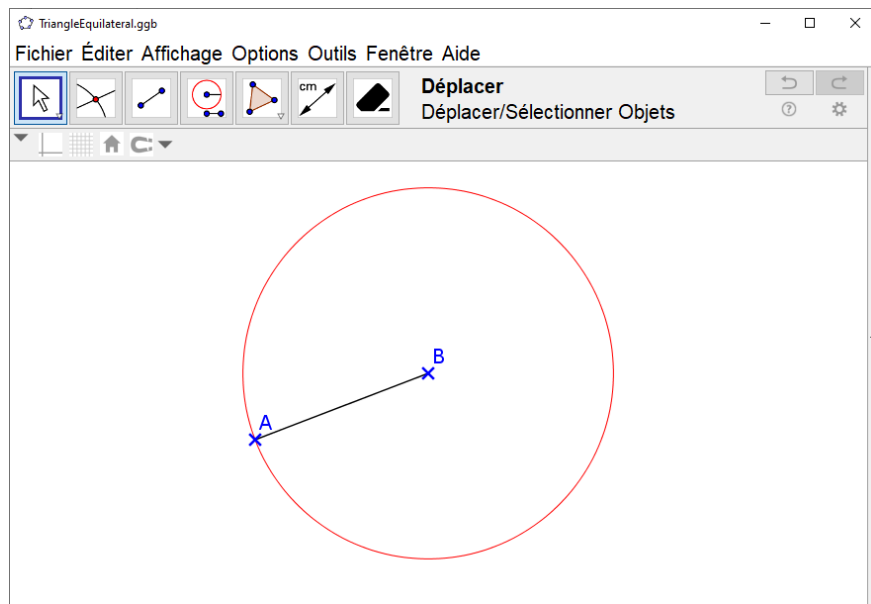 TriangleEquilateral.ggb
Fichier Éditer Affichage Options Outils Fenêtre Aide
cm
Déplacer
Déplacer/Sélectionner Objets
B
A